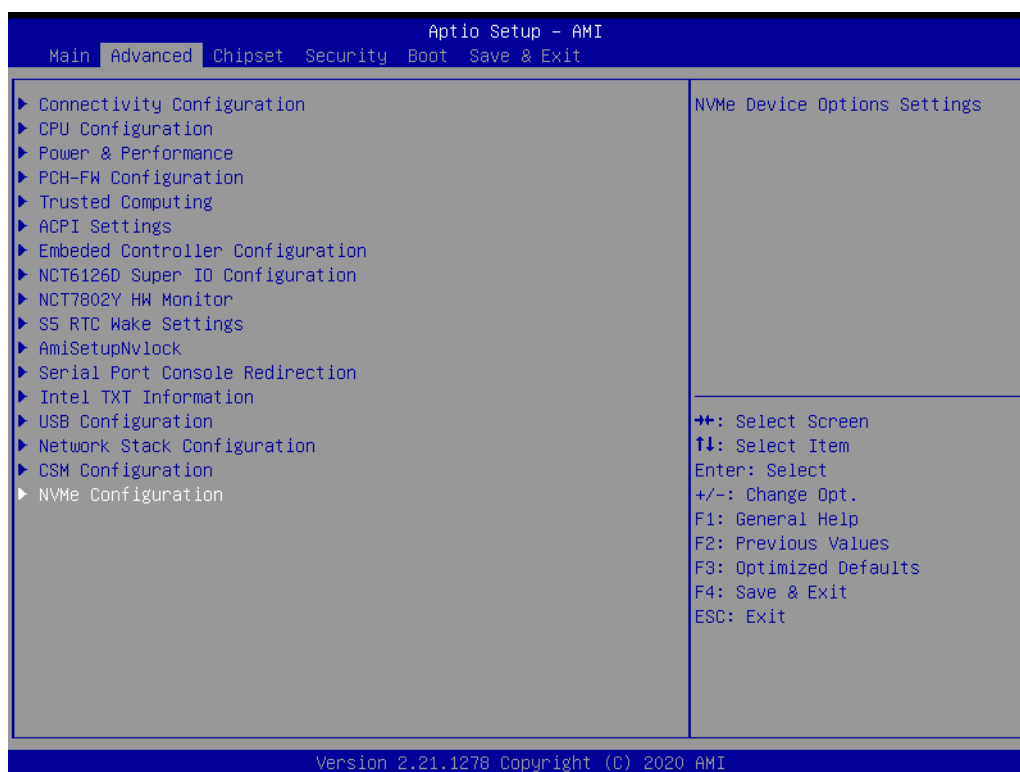 Aptio Setup – AMI
Main Advanced Chipset Security Boot Save & Exit
▶ Connectivity Configuration
▶ CPU Configuration
▶ Power & Performance
▶ PCH-FW Configuration
▶ Trusted Computing
▶ ACPI Settings
▶ Embeded Controller Configuration
▶ NCT6126D Super IO Configuration
▶ NCT7802Y HW Monitor
▶ S5 RTC Wake Settings
▶ AmiSetupNvlock
▶ Serial Port Console Redirection
▶ Intel TXT Information
▶ USB Configuration
▶ Network Stack Configuration
▶ CSM Configuration
▶ NVMe Configuration
NVMe Device Options Settings
→←: Select Screen
↑↓: Select Item
Enter: Select
+/-: Change Opt.
F1: General Help
F2: Previous Values
F3: Optimized Defaults
F4: Save & Exit
ESC: Exit
Version 2.21.1278 Copyright (C) 2020 AMI